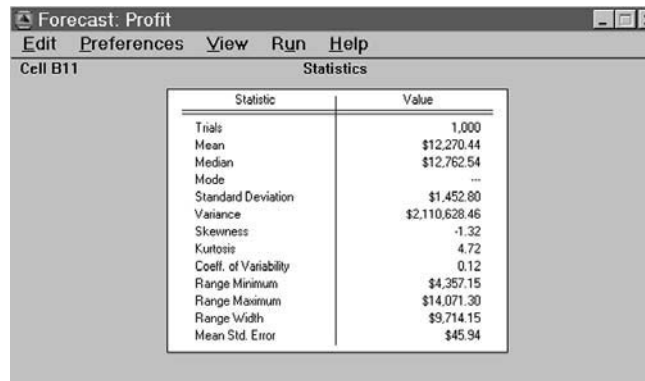 Forecast: Profit
Edit Preferences View Run Help
Cell B11 Statistics
Statistic Value
Trials 1,000
Mean $12,270.44
Median $12,762.54
Mode ---
Standard Deviation $1,452.80
Variance $2,110,628.46
Skewness -1.32
Kurtosis 4.72
Coeff. of Variability 0.12
Range Minimum $4,357.15
Range Maximum $14,071.30
Range Width $9,714.15
Mean Std. Error $45.94